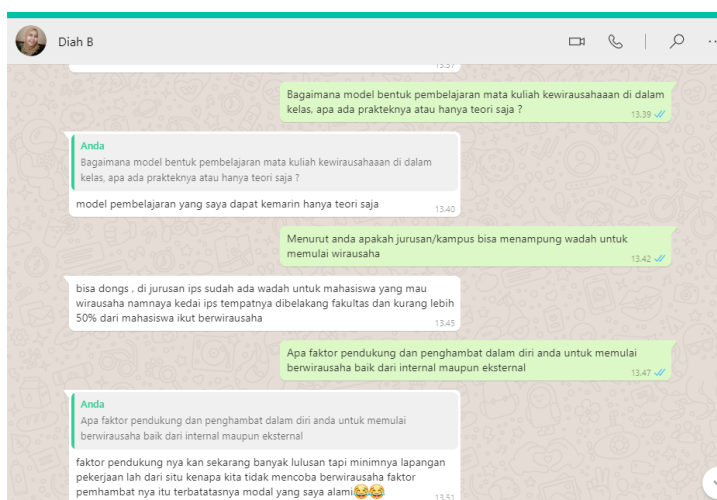 Diah B
13.37
Bagaimana model bentuk pembelajaran mata kuliah kewirausahaaan di dalam
kelas, apa ada prakteknya atau hanya teori saja ?
13.39
Anda
Bagaimana model bentuk pembelajaran mata kuliah kewirausahaaan di dalam
kelas, apa ada prakteknya atau hanya teori saja ?
model pembelajaran yang saya dapat kemarin hanya teori saja
13.40
Menurut anda apakah jurusan/kampus bisa menampung wadah untuk
memulai wirausaha
13.42
bisa dongs , di jurusan ips sudah ada wadah untuk mahasiswa yang mau
wirausaha namnaya kedai ips tempatnya dibelakang fakultas dan kurang lebih
50% dari mahasiswa ikut berwirausaha
13.45
Apa faktor pendukung dan penghambat dalam diri anda untuk memulai
berwirausaha baik dari internal maupun eksternal
13.47
Anda
Apa faktor pendukung dan penghambat dalam diri anda untuk memulai
berwirausaha baik dari internal maupun eksternal
faktor pendukung nya kan sekarang banyak lulusan tapi minimnya lapangan
pekerjaan lah dari situ kenapa kita tidak mencoba berwirausaha faktor
pemhambat nya itu terbatatasnya modal yang saya alami😂😂
13.51